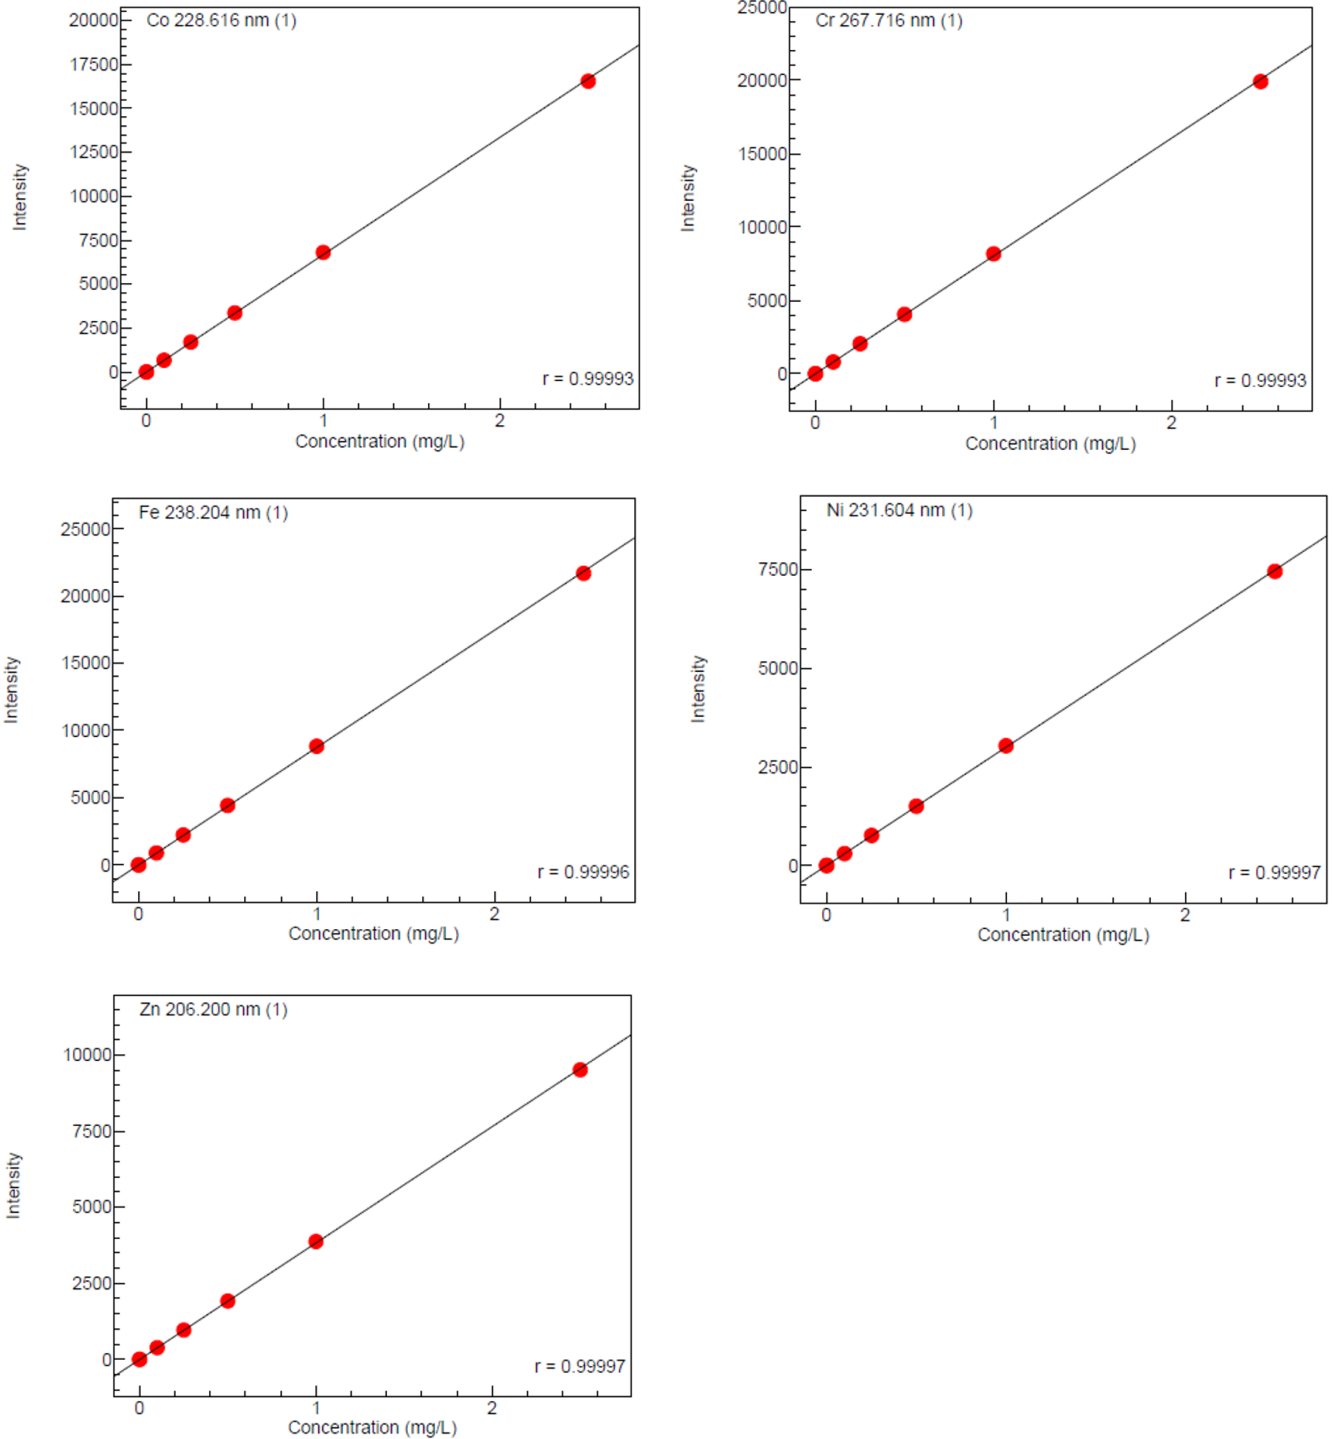 Co 228.616 nm (1)
20000
17500
15000
12500
10000
7500
5000
2500
0
Intensity
r = 0.99993
0 1 2
Concentration (mg/L)
Cr 267.716 nm (1)
25000
20000
15000
10000
5000
0
Intensity
r = 0.99993
0 1 2
Concentration (mg/L)
Fe 238.204 nm (1)
25000
20000
15000
10000
5000
0
Intensity
r = 0.99996
0 1 2
Concentration (mg/L)
Ni 231.604 nm (1)
7500
5000
2500
0
Intensity
r = 0.99997
0 1 2
Concentration (mg/L)
Zn 206.200 nm (1)
10000
7500
5000
2500
0
Intensity
r = 0.99997
0 1 2
Concentration (mg/L)